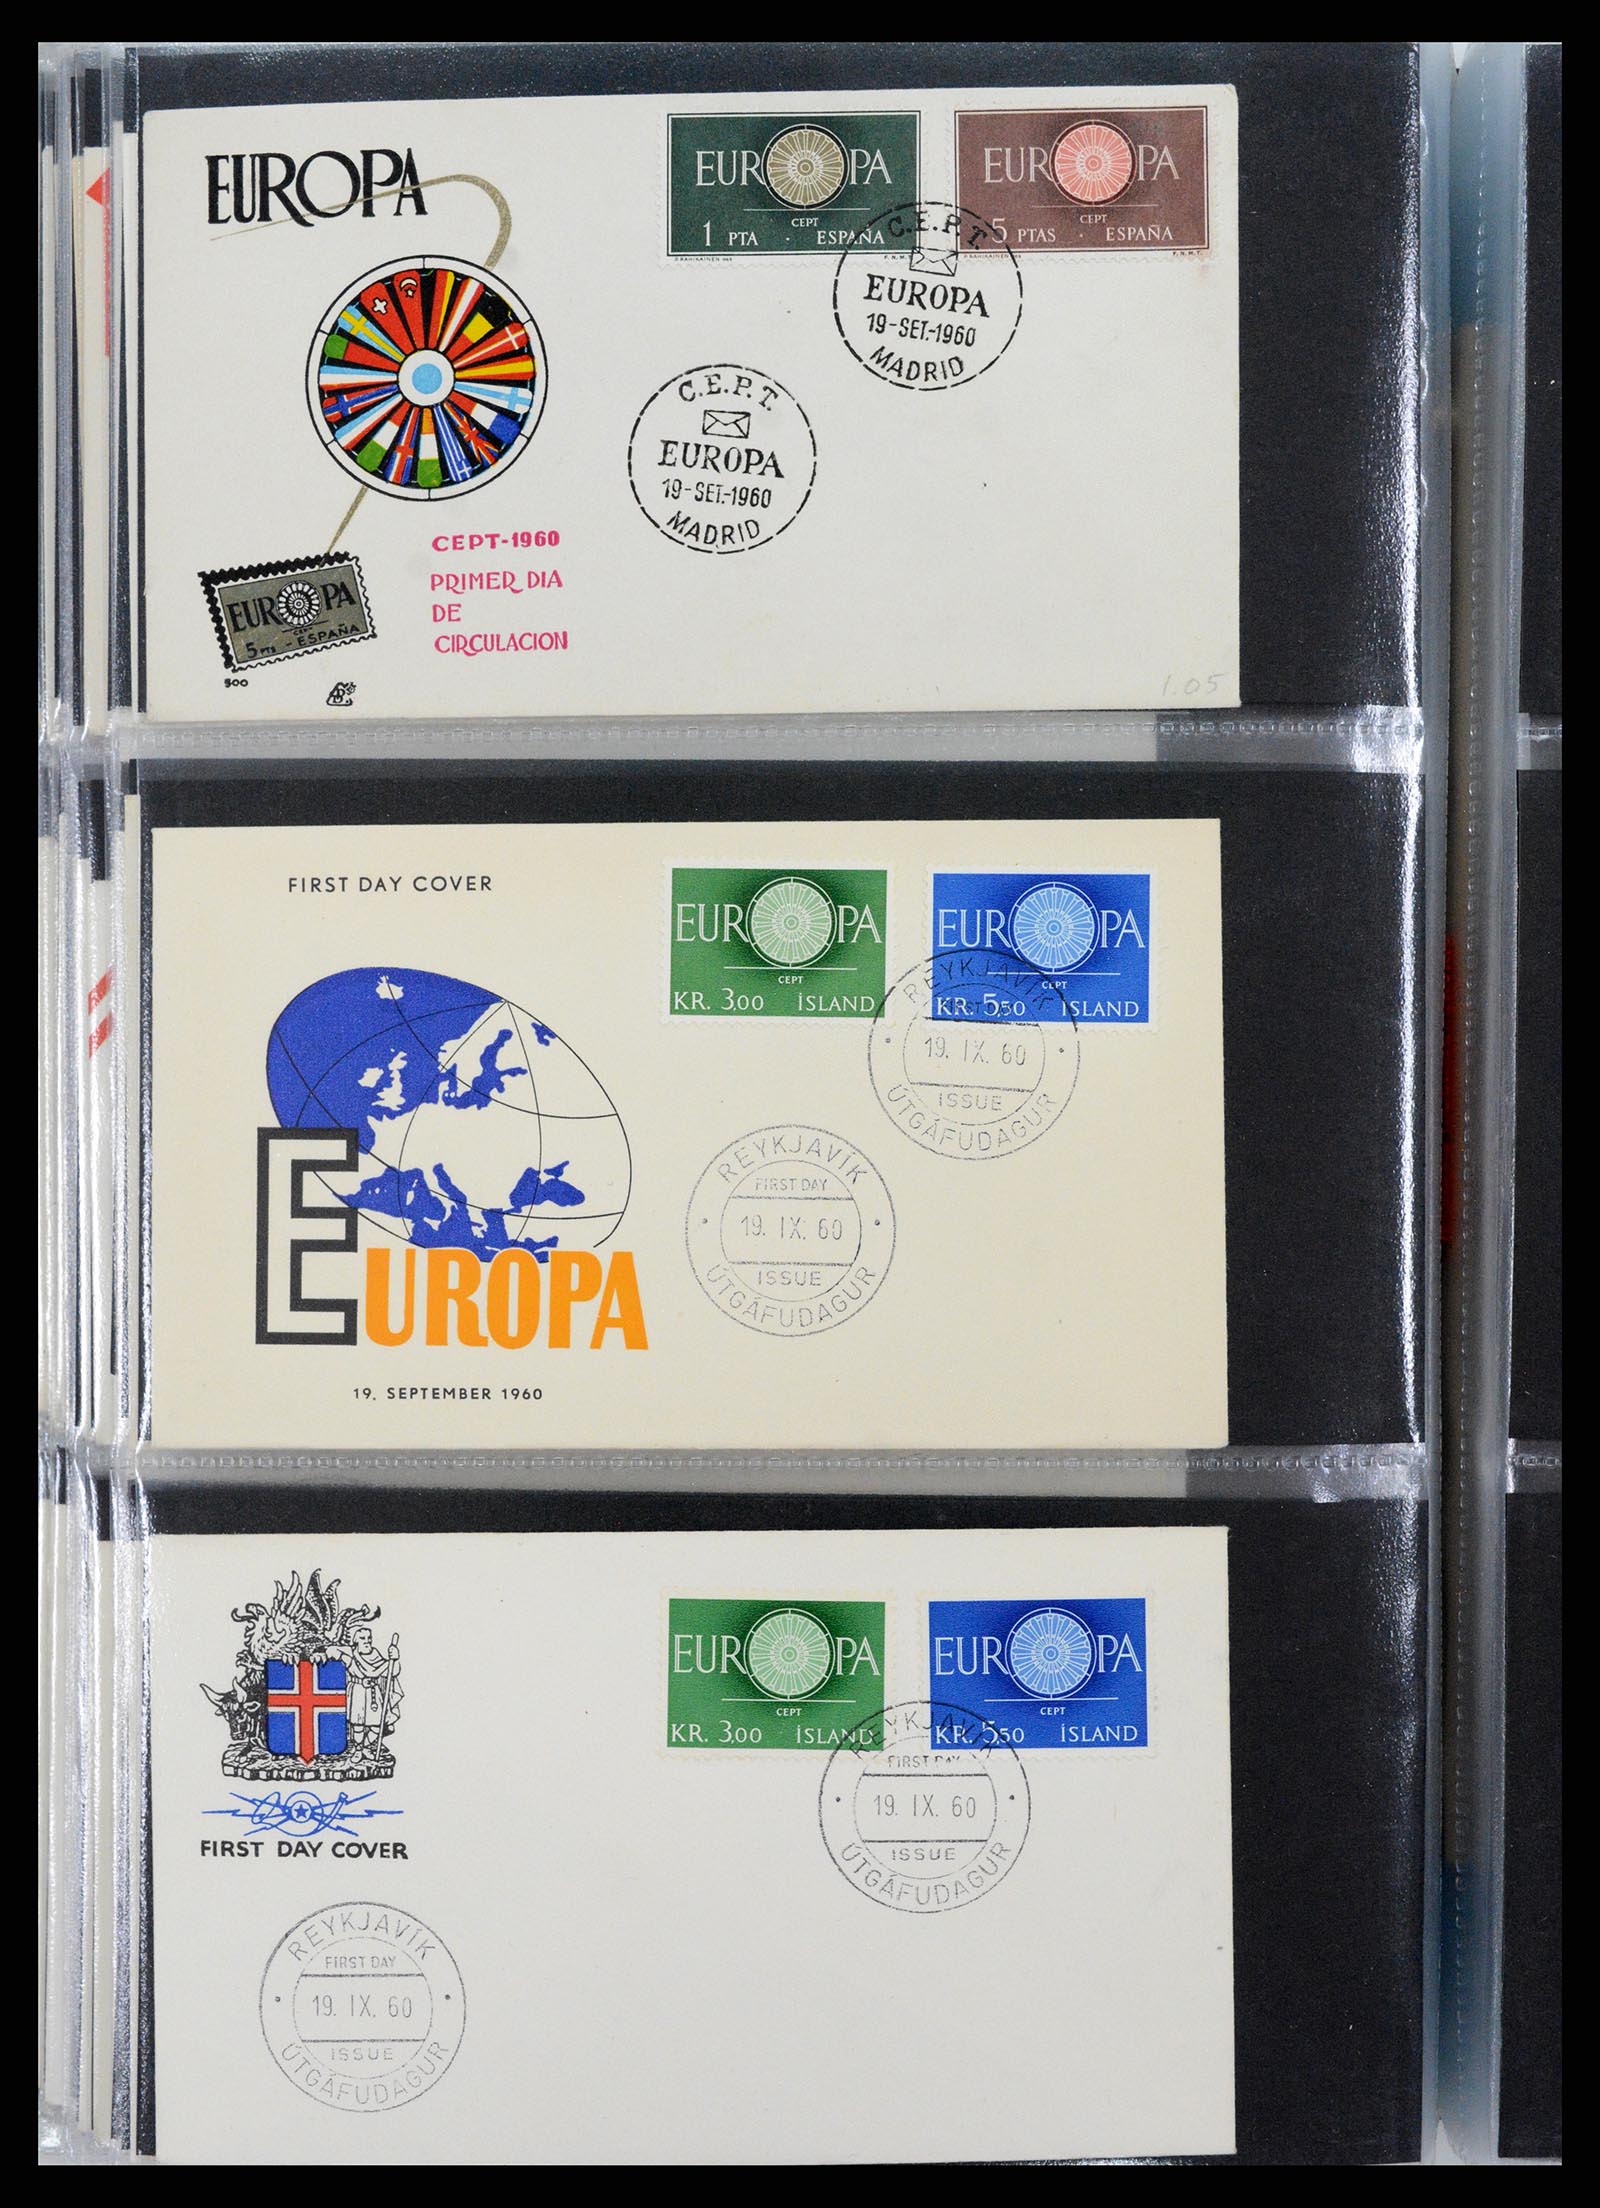 EUROPA
EUROPA
CEPT
1 PTA · ESPAÑA
F.N.M.T.
EUROPA
CEPT
5 PTAS · ESPAÑA
F.N.M.T.
C.E.P.T.
EUROPA
19-SET.-1960
MADRID
C.E.P.T.
EUROPA
19-SET.-1960
MADRID
CEPT-1960
PRIMER DIA
DE
CIRCULACION
EUROPA
CEPT
5 PTS - ESPAÑA
500
1.05
FIRST DAY COVER
EUROPA
CEPT
KR. 3,00 ÍSLAND
EUROPA
CEPT
KR. 5,50 ÍSLAND
REYKJAVÍK
19. IX. 60
ISSUE
ÚTGÁFUDAGUR
REYKJAVÍK
FIRST DAY
19. IX. 60
ISSUE
ÚTGÁFUDAGUR
EUROPA
19. SEPTEMBER 1960
EUROPA
CEPT
KR. 3,00 ÍSLAND
EUROPA
CEPT
KR. 5,50 ÍSLAND
REYKJAVÍK
FIRST DAY
19. IX. 60
ISSUE
ÚTGÁFUDAGUR
FIRST DAY COVER
REYKJAVÍK
FIRST DAY
19. IX. 60
ISSUE
ÚTGÁFUDAGUR